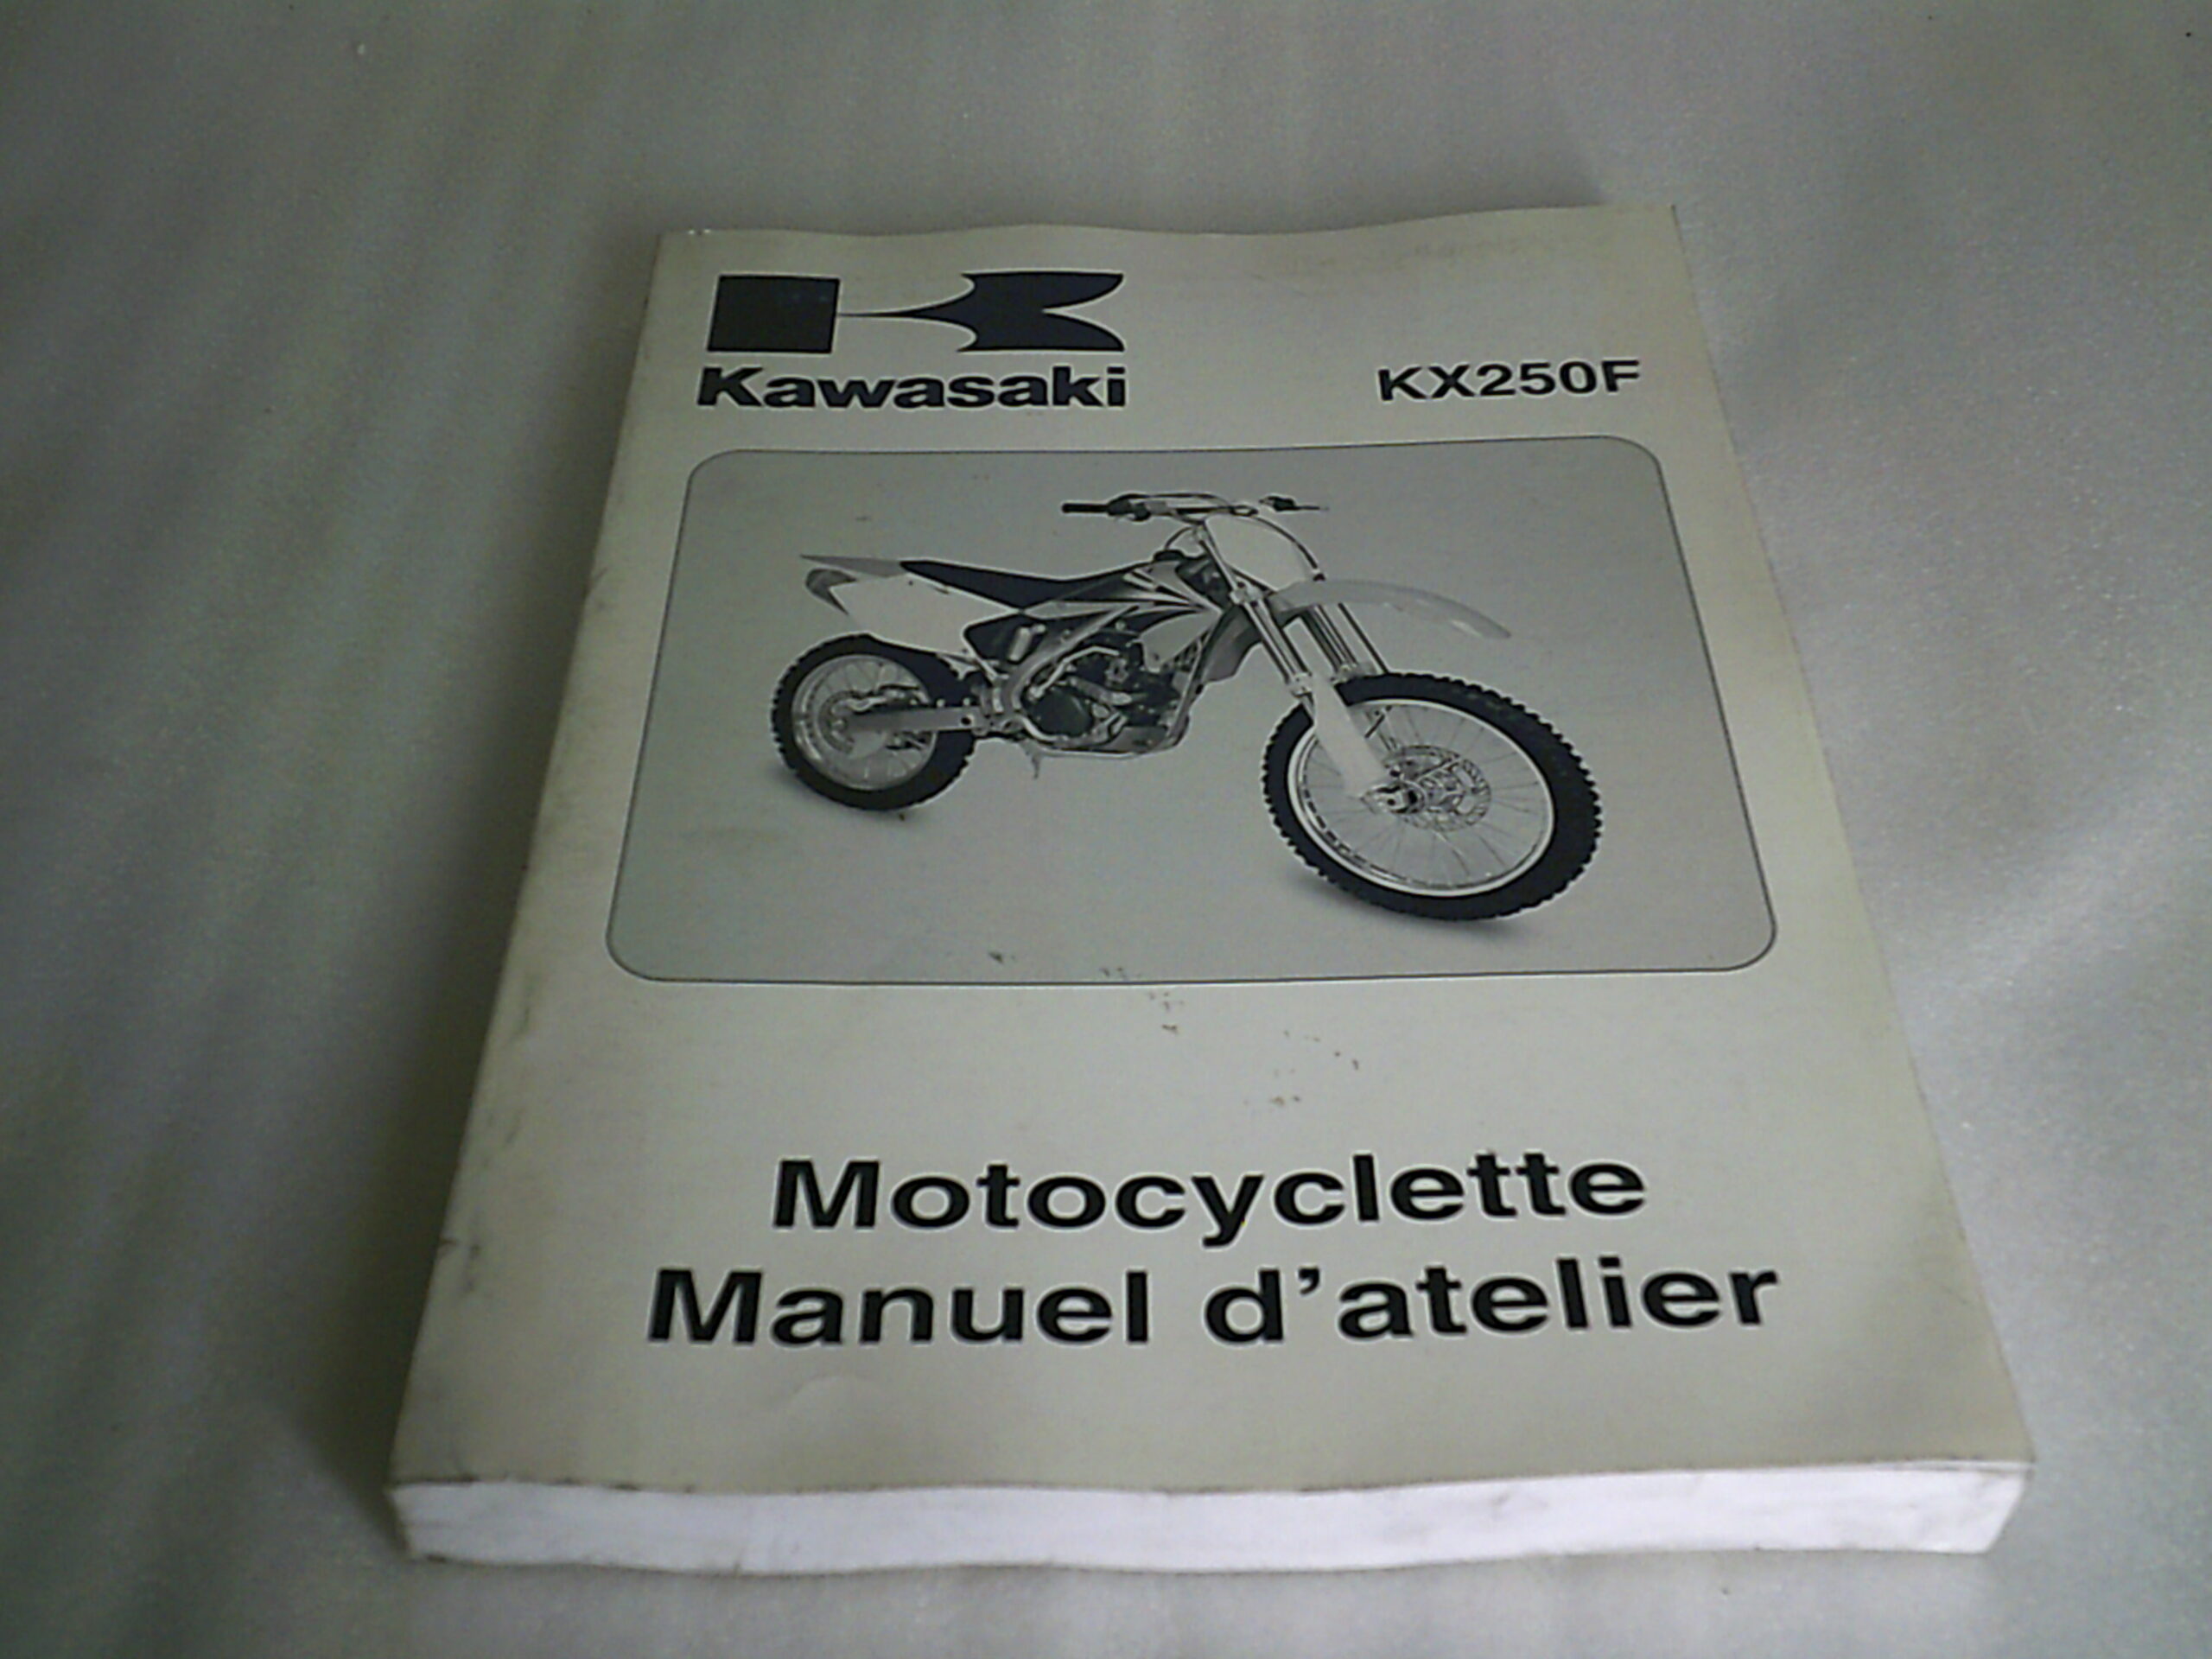 Kawasaki
KX250F
Motocyclette
Manuel d'atelier